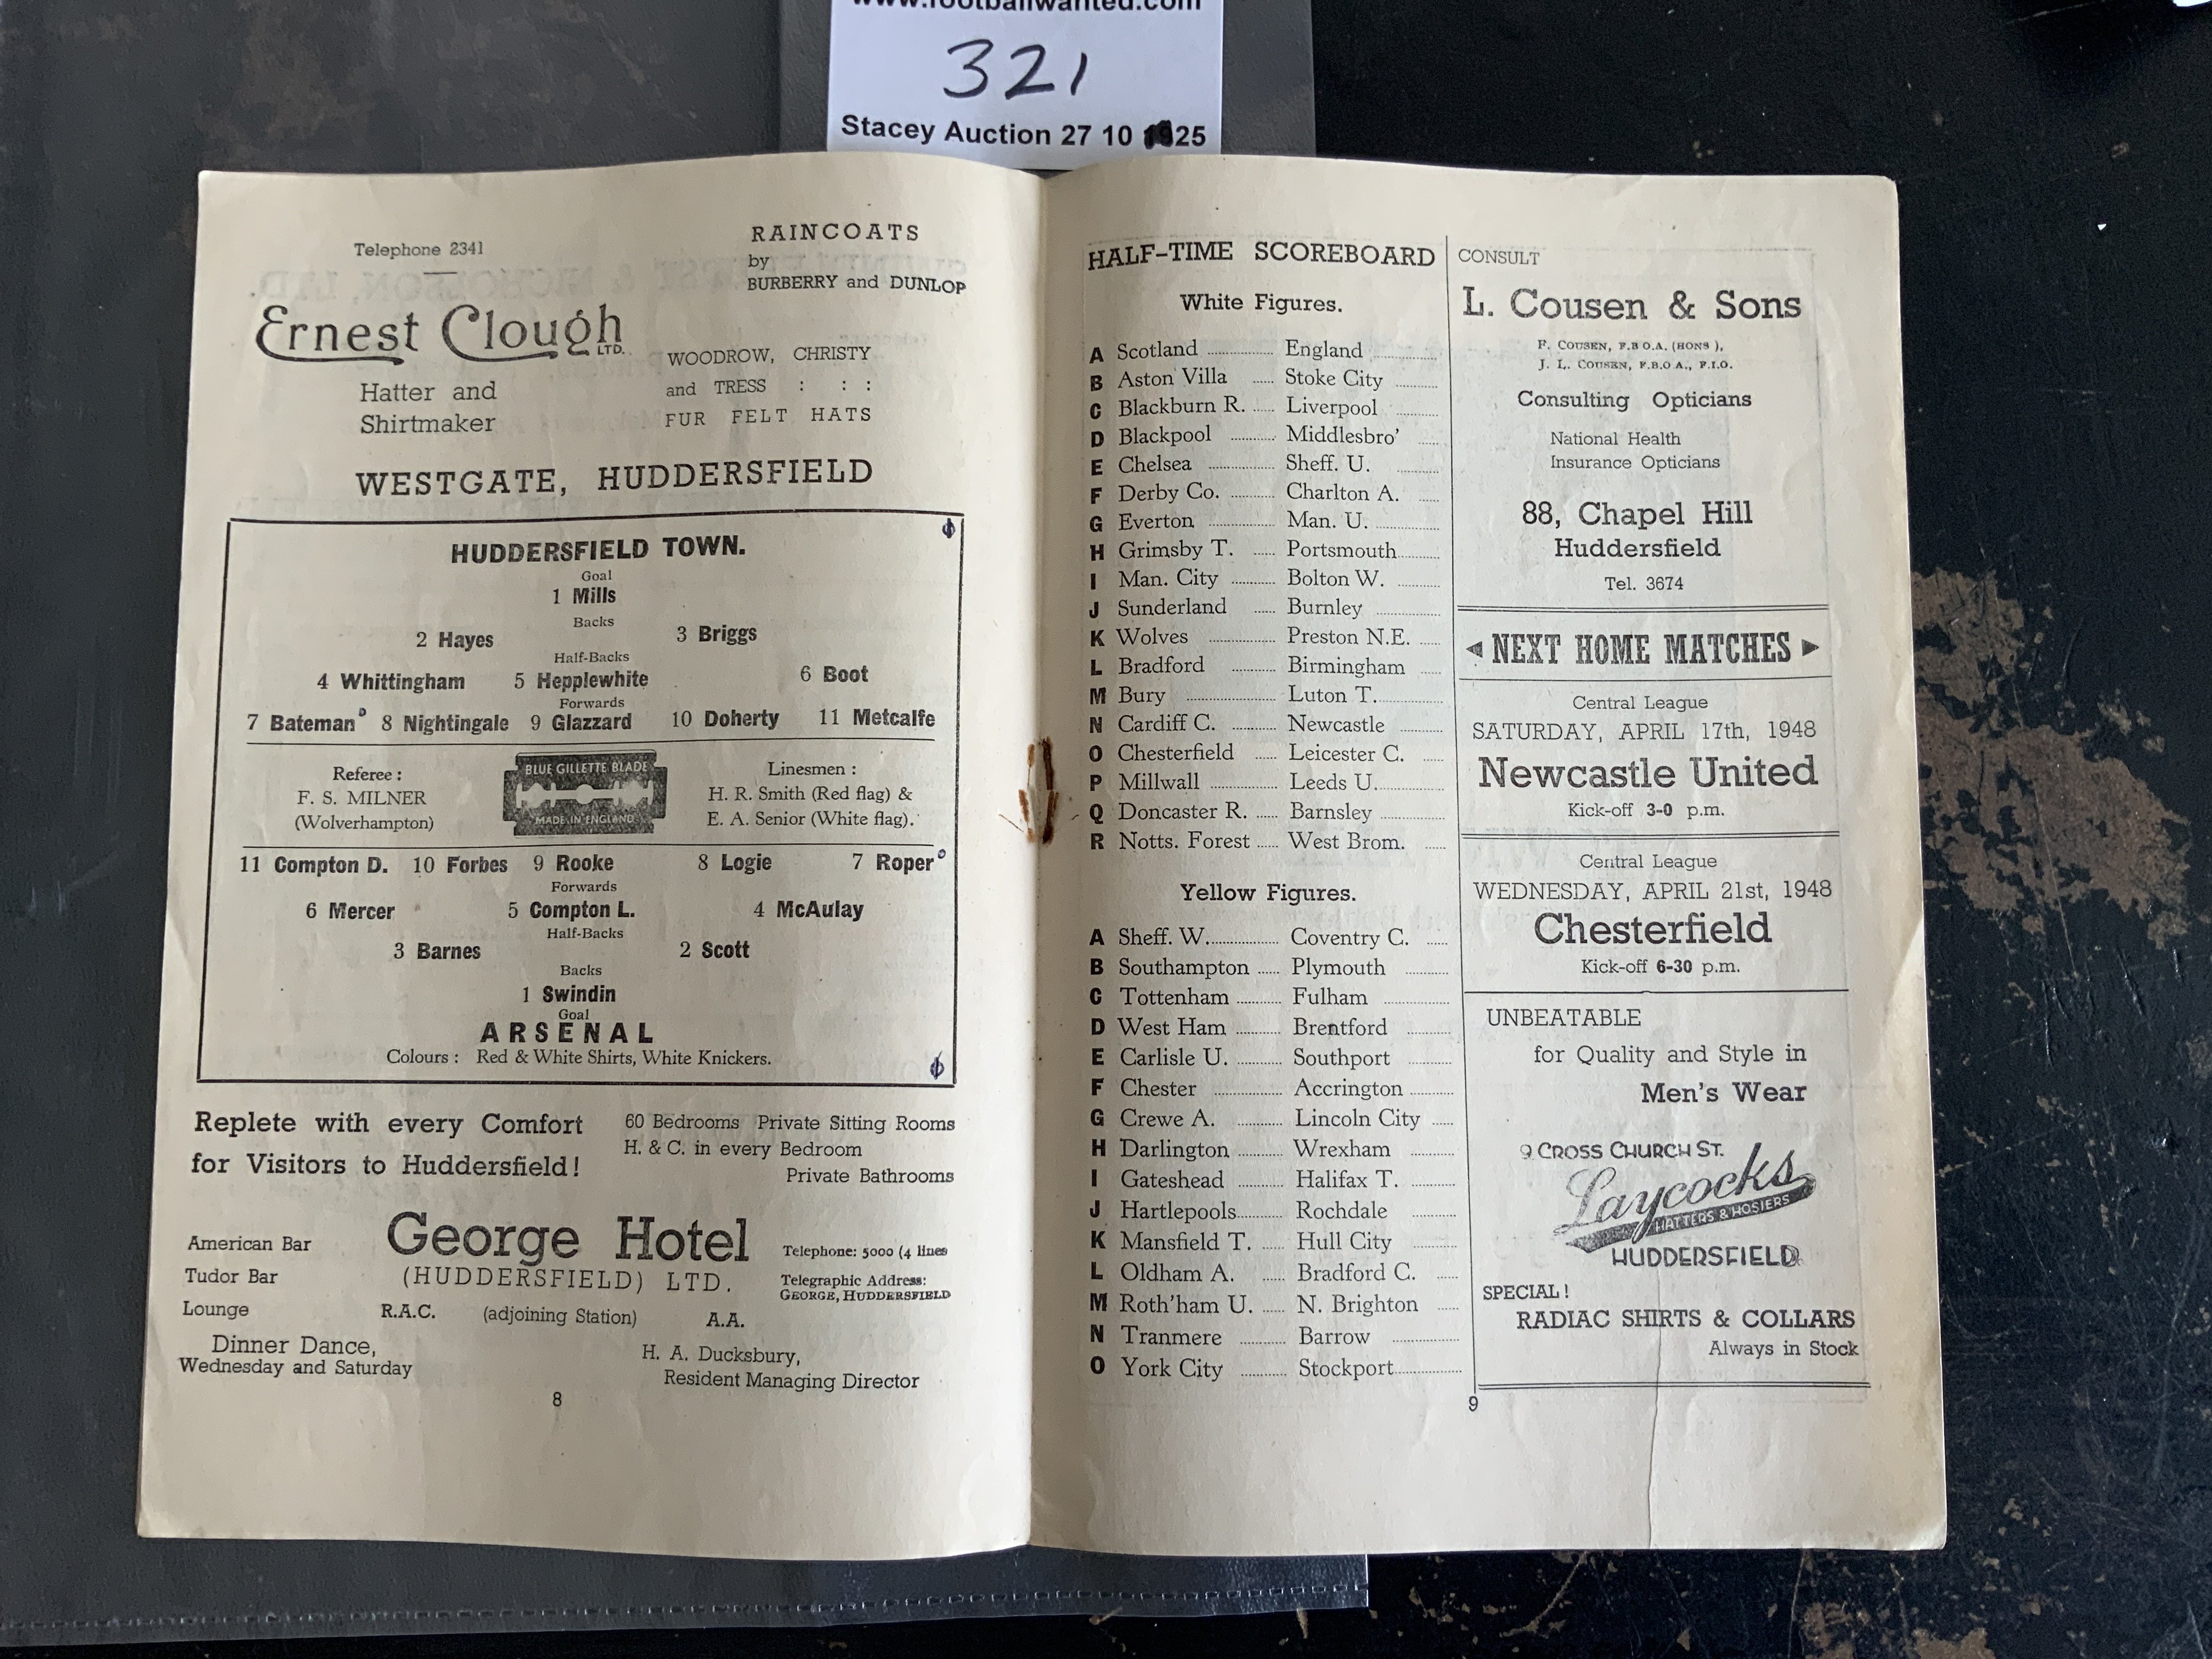 www.footballwanted.com
321
Stacey Auction 27 10 25
Telephone 2341
RAINCOATS
by
BURBERRY and DUNLOP
Ernest Clough LTD.
Hatter and
Shirtmaker
WOODROW, CHRISTY
and TRESS : : :
FUR FELT HATS
WESTGATE, HUDDERSFIELD
HUDDERSFIELD TOWN.
Goal
1 Mills
Backs
2 Hayes 3 Briggs
Half-Backs
4 Whittingham 5 Hepplewhite 6 Boot
Forwards
7 Bateman 8 Nightingale 9 Glazzard 10 Doherty 11 Metcalfe
Referee :
F. S. MILNER
(Wolverhampton)
BLUE GILLETTE BLADE
MADE IN ENGLAND
Linesmen :
H. R. Smith (Red flag) &
E. A. Senior (White flag).
11 Compton D. 10 Forbes 9 Rooke 8 Logie 7 Roper
Forwards
6 Mercer 5 Compton L. 4 McAulay
Half-Backs
3 Barnes 2 Scott
Backs
1 Swindin
Goal
ARSENAL
Colours : Red & White Shirts, White Knickers.
Replete with every Comfort
for Visitors to Huddersfield!
60 Bedrooms Private Sitting Rooms
H. & C. in every Bedroom
Private Bathrooms
American Bar
Tudor Bar
Lounge
George Hotel
(HUDDERSFIELD) LTD.
R.A.C. (adjoining Station) A.A.
Telephone: 5000 (4 lines
Telegraphic Address:
GEORGE, HUDDERSFIELD
Dinner Dance,
Wednesday and Saturday
H. A. Ducksbury,
Resident Managing Director
8
HALF-TIME SCOREBOARD
White Figures.
A Scotland ........ England ........
B Aston Villa ..... Stoke City ........
C Blackburn R. ..... Liverpool ........
D Blackpool ........ Middlesbro' .....
E Chelsea ........ Sheff. U. ........
F Derby Co. ........ Charlton A. .....
G Everton ........ Man. U. ........
H Grimsby T. ..... Portsmouth ........
I Man. City ........ Bolton W. ........
J Sunderland ..... Burnley ........
K Wolves ........ Preston N.E. .....
L Bradford ........ Birmingham .....
M Bury ........ Luton T. ........
N Cardiff C. ........ Newcastle ........
O Chesterfield ..... Leicester C. .....
P Millwall ........ Leeds U. ........
Q Doncaster R. ..... Barnsley ........
R Notts. Forest ..... West Brom. .....
Yellow Figures.
A Sheff. W. ........ Coventry C. .....
B Southampton ..... Plymouth ........
C Tottenham ........ Fulham ........
D West Ham ........ Brentford ........
E Carlisle U. ........ Southport ........
F Chester ........ Accrington ........
G Crewe A. ........ Lincoln City .....
H Darlington ........ Wrexham ........
I Gateshead ........ Halifax T. ........
J Hartlepools ........ Rochdale ........
K Mansfield T. ..... Hull City ........
L Oldham A. ..... Bradford C. .....
M Roth'ham U. ..... N. Brighton .....
N Tranmere ........ Barrow ........
O York City ........ Stockport ........
CONSULT
L. Cousen & Sons
F. COUSEN, F.B.O.A. (HONS ),
J. L. COUSEN, F.B.O.A., F.I.O.
Consulting Opticians
National Health
Insurance Opticians
88, Chapel Hill
Huddersfield
Tel. 3674
NEXT HOME MATCHES
Central League
SATURDAY, APRIL 17th, 1948
Newcastle United
Kick-off 3-0 p.m.
Central League
WEDNESDAY, APRIL 21st, 1948
Chesterfield
Kick-off 6-30 p.m.
UNBEATABLE
for Quality and Style in
Men's Wear
9 CROSS CHURCH ST.
Laycocks
HATTERS & HOSIERS
HUDDERSFIELD
SPECIAL!
RADIAC SHIRTS & COLLARS
Always in Stock
9